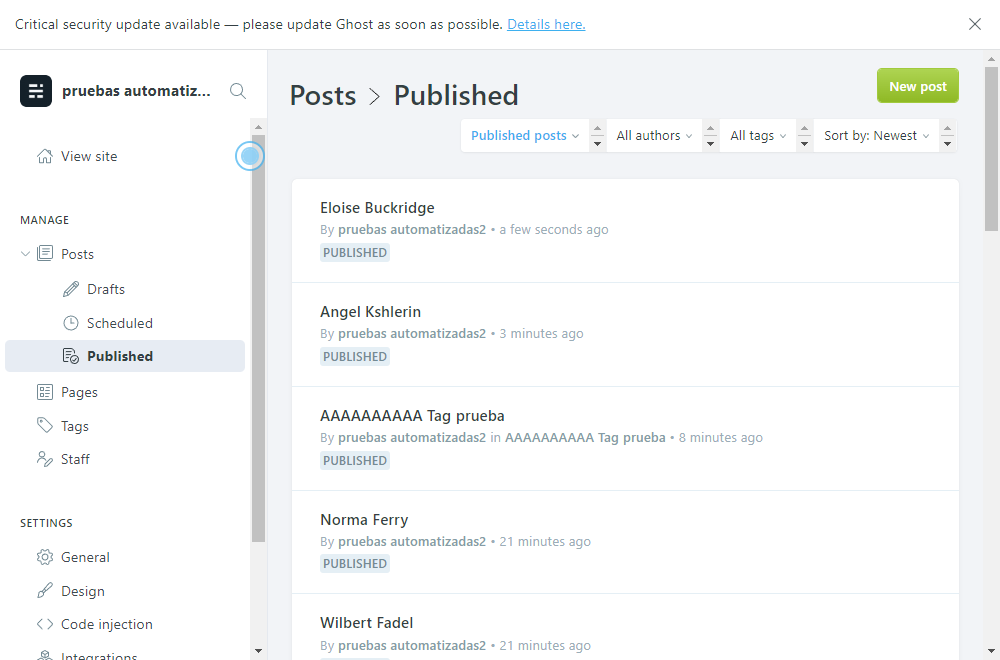 Critical security update available — please update Ghost as soon as possible. Details here.
pruebas automatiz...
View site
MANAGE
Posts
Drafts
Scheduled
Published
Pages
Tags
Staff
SETTINGS
General
Design
Code injection
Integrations
Posts > Published
New post
Published posts
All authors
All tags
Sort by: Newest
Eloise Buckridge
By pruebas automatizadas2 • a few seconds ago
PUBLISHED
Angel Kshlerin
By pruebas automatizadas2 • 3 minutes ago
PUBLISHED
AAAAAAAAAA Tag prueba
By pruebas automatizadas2 in AAAAAAAAAA Tag prueba • 8 minutes ago
PUBLISHED
Norma Ferry
By pruebas automatizadas2 • 21 minutes ago
PUBLISHED
Wilbert Fadel
By pruebas automatizadas2 • 21 minutes ago